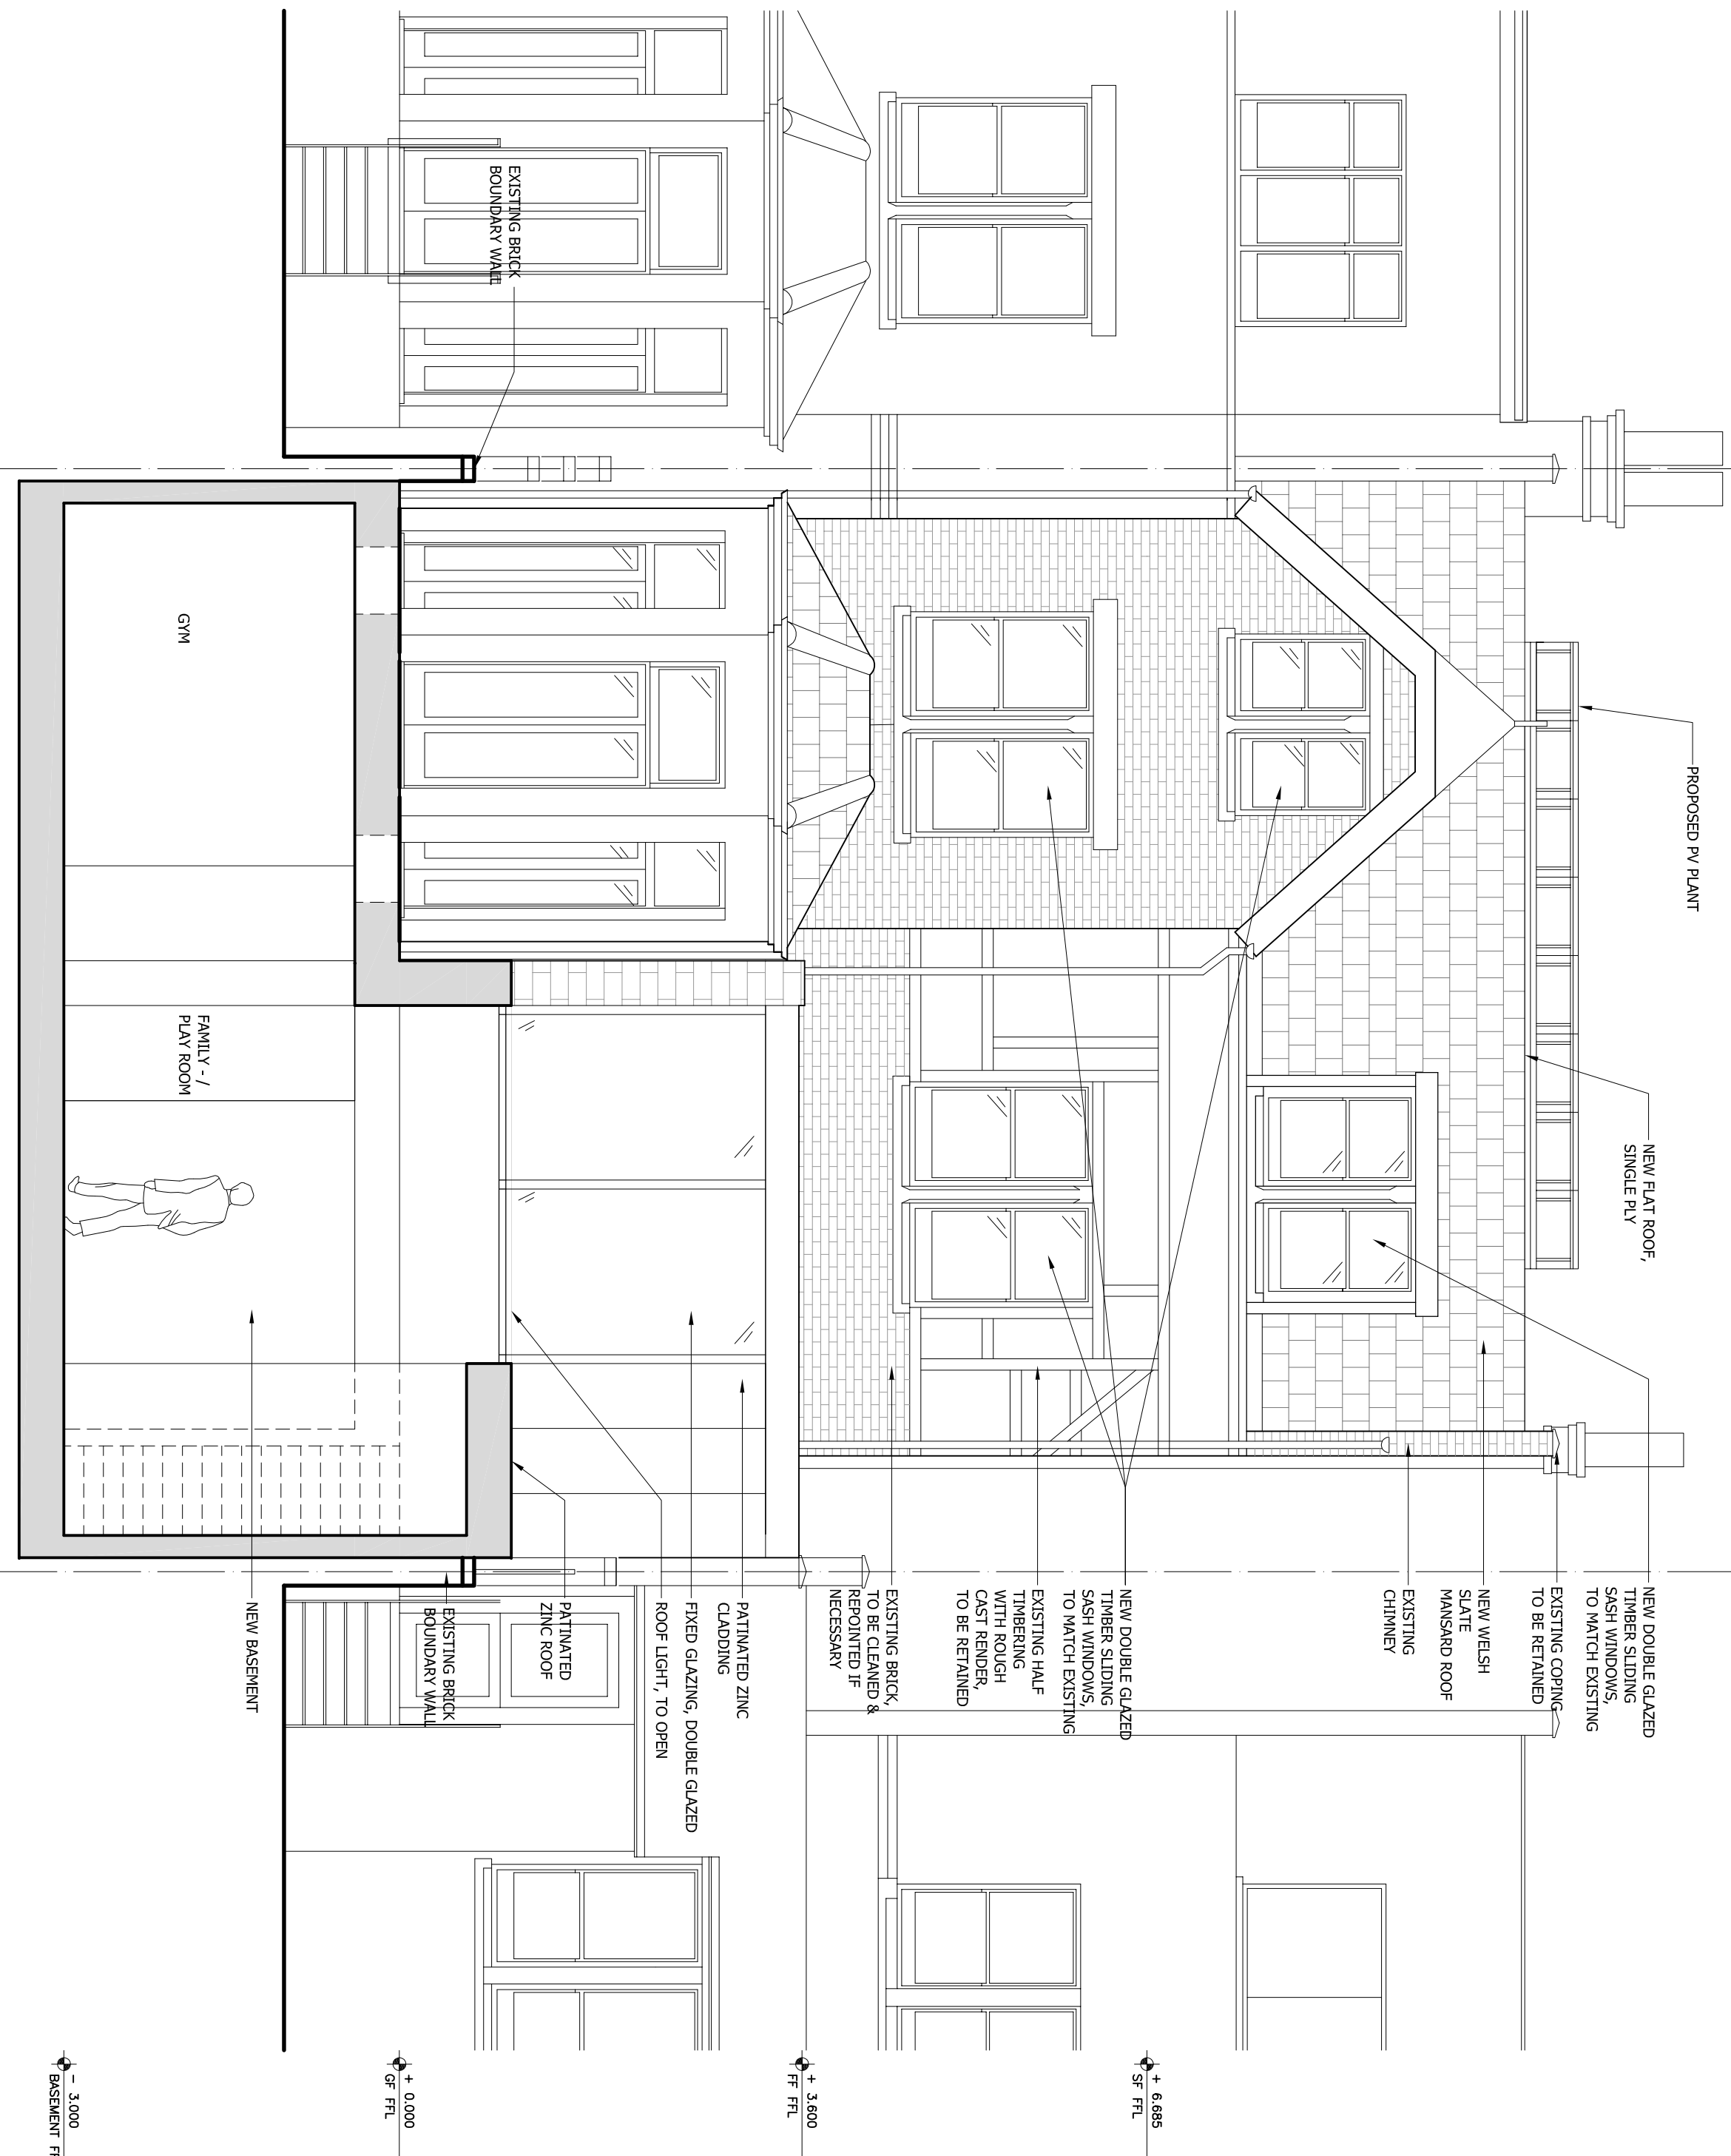 PROPOSED PV PLANT
NEW FLAT ROOF,
SINGLE PLY
NEW DOUBLE GLAZED
TIMBER SLIDING
SASH WINDOWS,
TO MATCH EXISTING
EXISTING COPING
TO BE RETAINED
NEW WELSH
SLATE
MANSARD ROOF
EXISTING
CHIMNEY
NEW DOUBLE GLAZED
TIMBER SLIDING
SASH WINDOWS,
TO MATCH EXISTING
EXISTING HALF
TIMBERING
WITH ROUGH
CAST RENDER,
TO BE RETAINED
EXISTING BRICK,
TO BE CLEANED &
REPOINTED IF
NECESSARY
PATINATED ZINC
CLADDING
FIXED GLAZING, DOUBLE GLAZED
ROOF LIGHT, TO OPEN
PATINATED
ZINC ROOF
EXISTING BRICK
BOUNDARY WALL
NEW BASEMENT
EXISTING BRICK
BOUNDARY WALL
GYM
FAMILY - /
PLAY ROOM
+ 6.685
SF FFL
+ 3.600
FF FFL
+ 0.000
GF FFL
- 3.000
BASEMENT